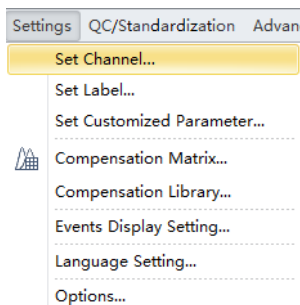 Settings QC/Standardization Advan
Set Channel...
Set Label...
Set Customized Parameter...
Compensation Matrix...
Compensation Library...
Events Display Setting...
Language Setting...
Options...